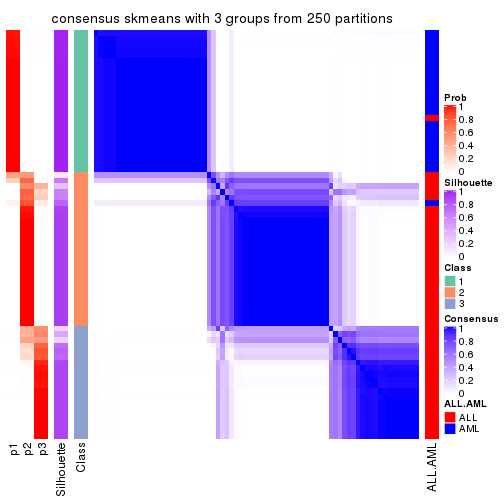 consensus skmeans with 3 groups from 250 partitions
Prob
1
0.8
0.6
0.4
0.2
0
Silhouette
1
0.8
0.6
0.4
0.2
0
Class
1
2
3
Consensus
1
0.8
0.6
0.4
0.2
0
ALL.AML
ALL
AML
p1
p2
p3
Silhouette
Class
ALL.AML